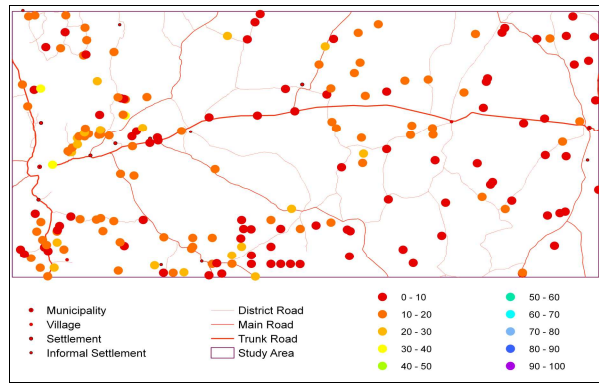 Municipality
Village
Settlement
Informal Settlement
District Road
Main Road
Trunk Road
Study Area
0 - 10
10 - 20
20 - 30
30 - 40
40 - 50
50 - 60
60 - 70
70 - 80
80 - 90
90 - 100